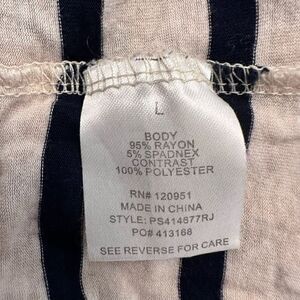 L
BODY
95% RAYON
5% SPADNEX
CONTRAST
100% POLYESTER
RN# 120951
MADE IN CHINA
STYLE: PS414677RJ
PO# 413168
SEE REVERSE FOR CARE